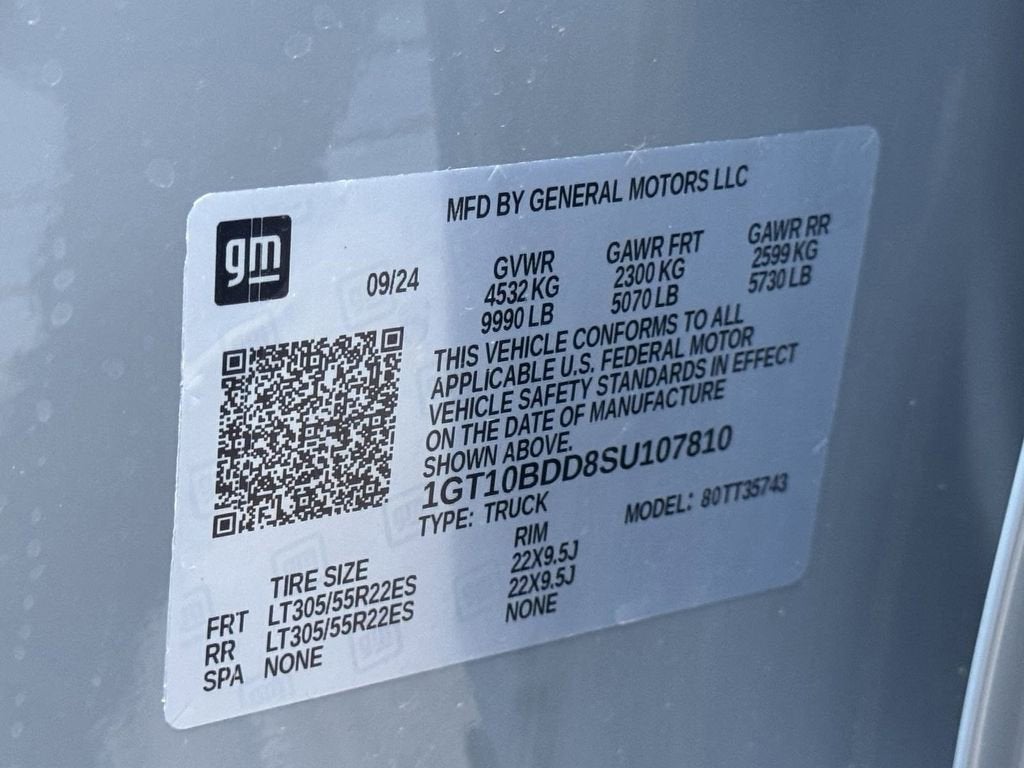 MFD BY GENERAL MOTORS LLC
gm
09/24
GVWR GAWR FRT GAWR RR
4532 KG 2300 KG 2599 KG
9990 LB 5070 LB 5730 LB
THIS VEHICLE CONFORMS TO ALL
APPLICABLE U.S. FEDERAL MOTOR
VEHICLE SAFETY STANDARDS IN EFFECT
ON THE DATE OF MANUFACTURE
SHOWN ABOVE.
1GT10BDD8SU107810
TYPE: TRUCK MODEL: 80TT35743
TIRE SIZE RIM
FRT LT305/55R22ES 22X9.5J
RR LT305/55R22ES 22X9.5J
SPA NONE NONE